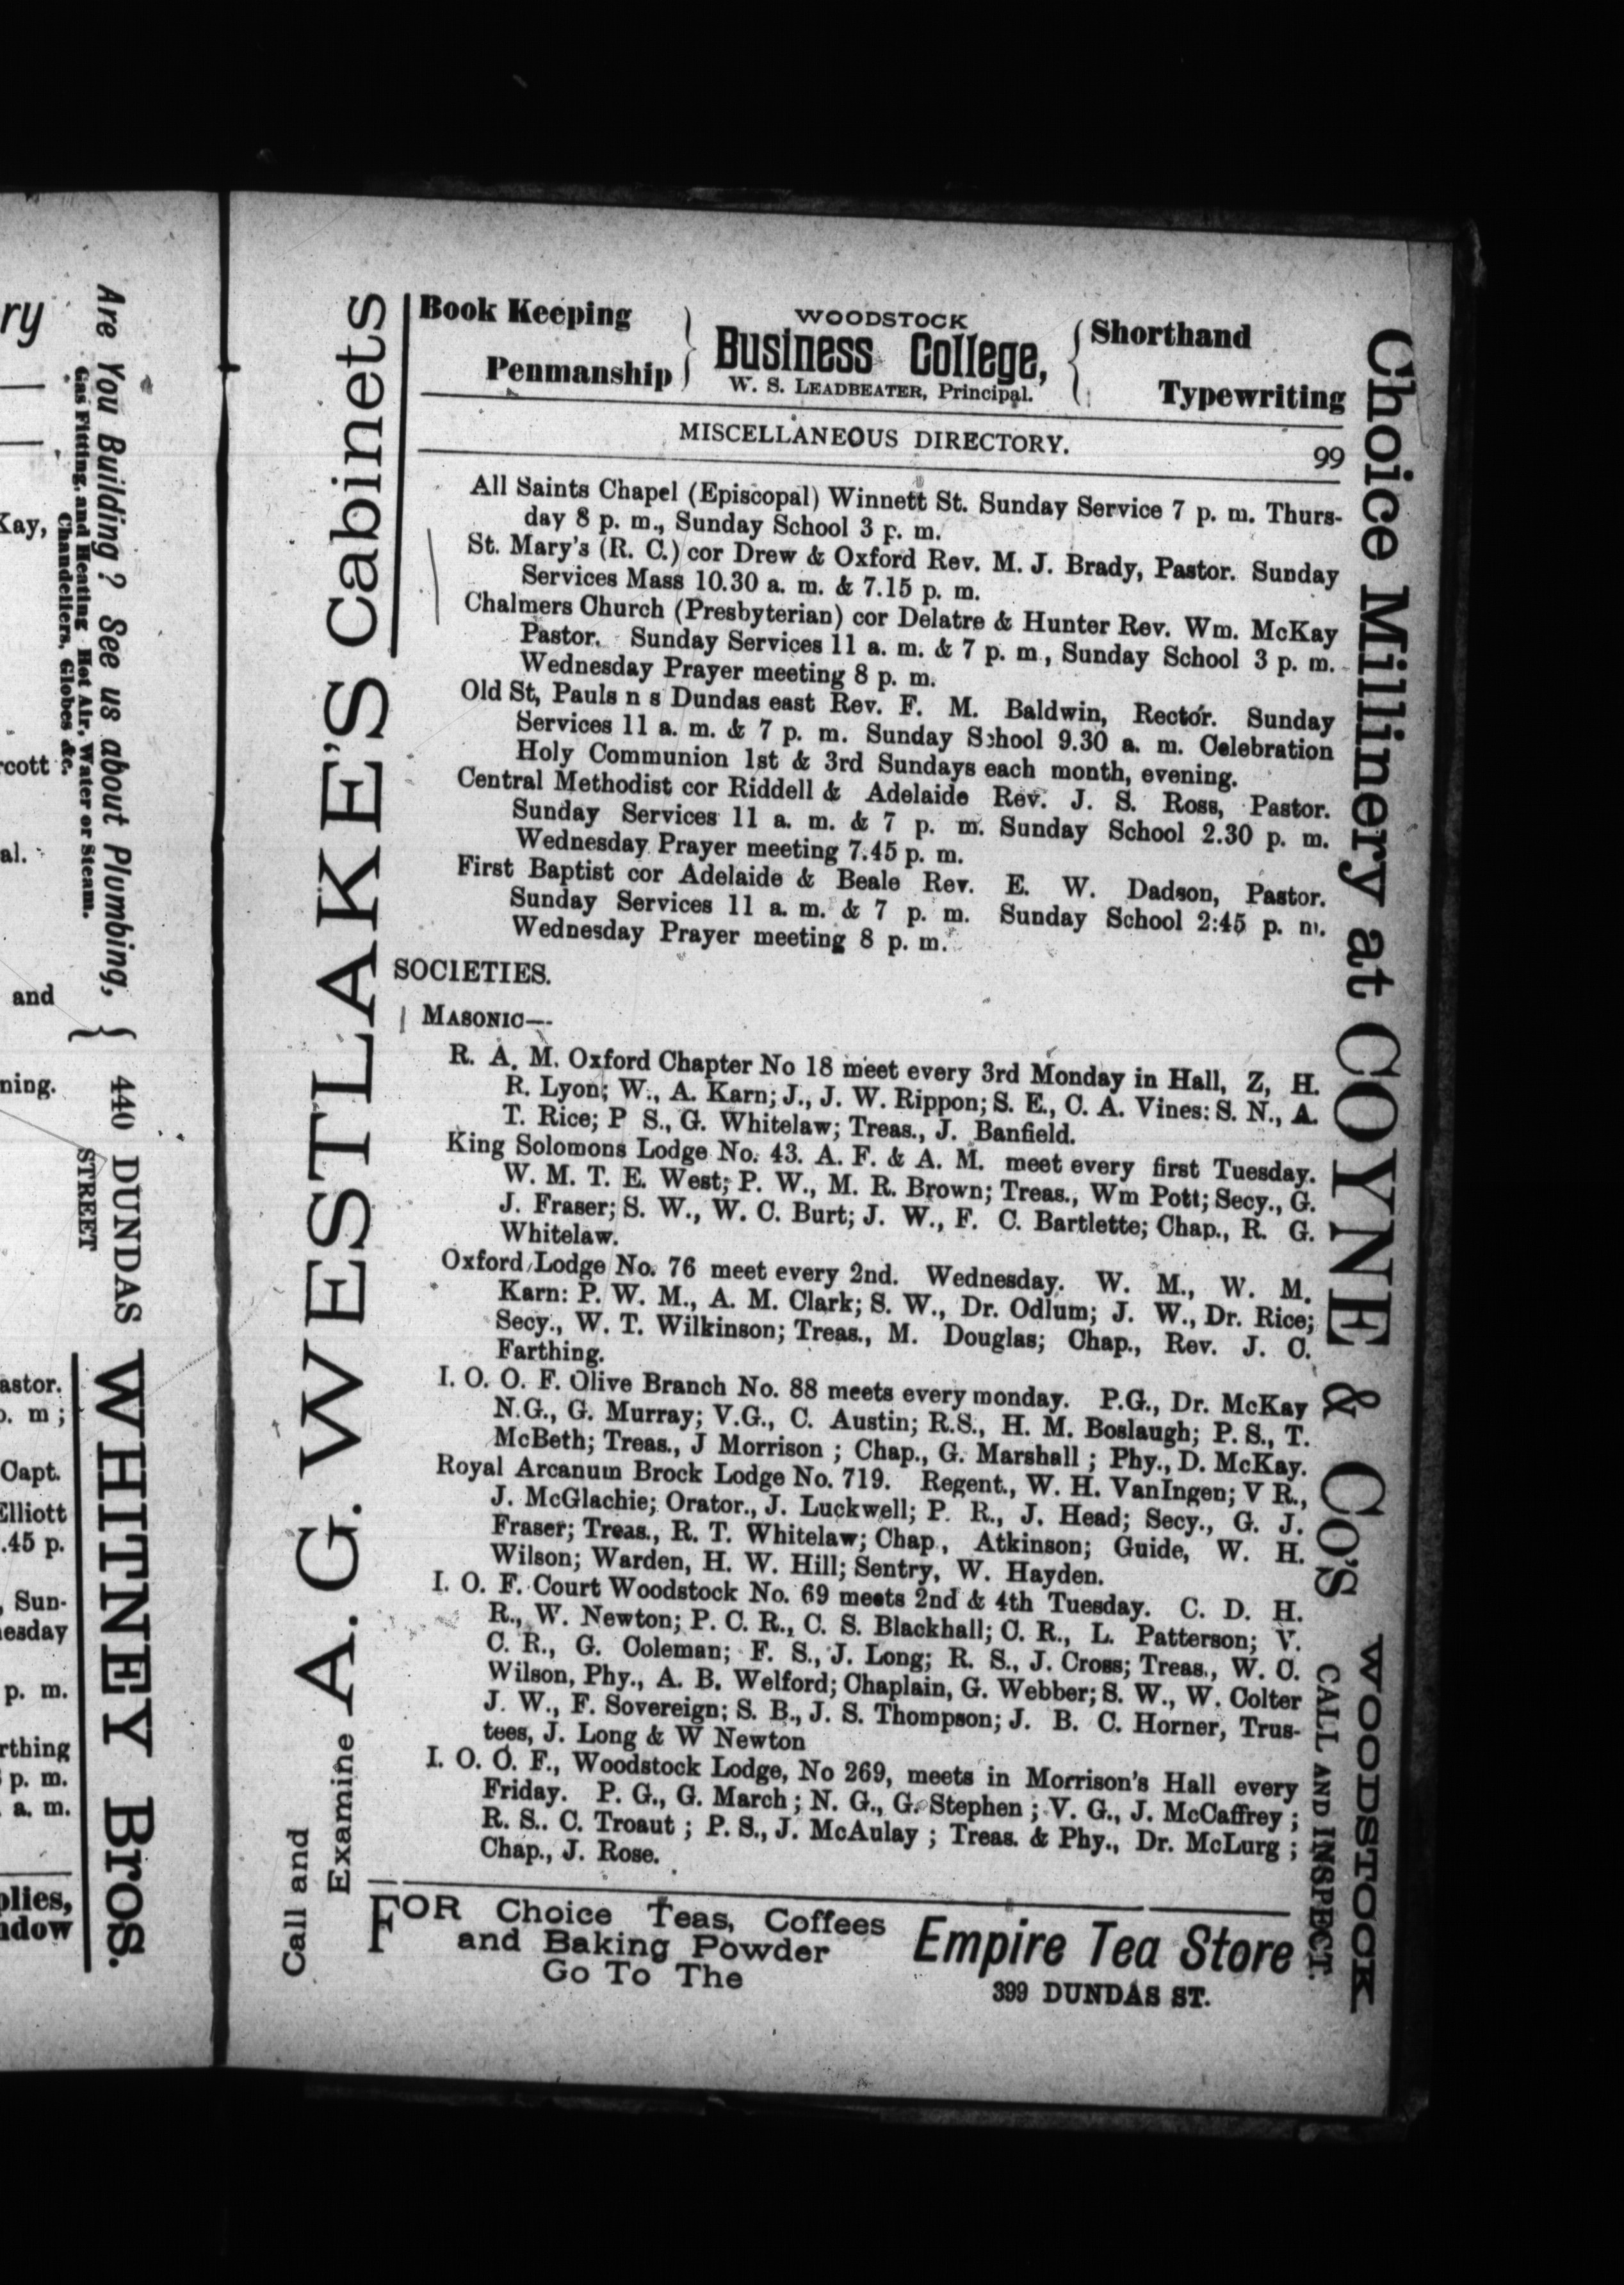 ry
Kay,
rcott
al.
and
ning.
astor.
p. m;
Capt.
Elliott
.45 p.
, Sun-
esday
p. m.
rthing
p. m.
a. m.
plies,
ndow
Are You Building? See us about Plumbing,
Gas Fitting, and Heating Hot Air, Water or Steam.
Chandeliers, Globes &c.
440 DUNDAS
STREET
WHITNEY Bros.
Call and
Examine A. G. WESTLAKE'S Cabinets
Book Keeping
Penmanship
WOODSTOCK
Business College,
W. S. LEADBEATER, Principal.
Shorthand
Typewriting
MISCELLANEOUS DIRECTORY. 99
All Saints Chapel (Episcopal) Winnett St. Sunday Service 7 p. m. Thurs-
day 8 p. m., Sunday School 3 p. m.
St. Mary's (R. C.) cor Drew & Oxford Rev. M. J. Brady, Pastor. Sunday
Services Mass 10.30 a. m. & 7.15 p. m.
Chalmers Church (Presbyterian) cor Delatre & Hunter Rev. Wm. McKay
Pastor. Sunday Services 11 a. m. & 7 p. m, Sunday School 3 p. m.
Wednesday Prayer meeting 8 p. m.
Old St, Pauls n s Dundas east Rev. F. M. Baldwin, Rector. Sunday
Services 11 a. m. & 7 p. m. Sunday School 9.30 a. m. Celebration
Holy Communion 1st & 3rd Sundays each month, evening.
Central Methodist cor Riddell & Adelaide Rev. J. S. Ross, Pastor.
Sunday Services 11 a. m. & 7 p. m. Sunday School 2.30 p. m.
Wednesday Prayer meeting 7.45 p. m.
First Baptist cor Adelaide & Beale Rev. E. W. Dadson, Pastor.
Sunday Services 11 a. m. & 7 p. m. Sunday School 2:45 p. m.
Wednesday Prayer meeting 8 p. m.
SOCIETIES.
MASONIC—
R. A. M. Oxford Chapter No 18 meet every 3rd Monday in Hall, Z, H.
R. Lyon; W., A. Karn; J., J. W. Rippon; S. E., C. A. Vines; S. N., A.
T. Rice; P S., G. Whitelaw; Treas., J. Banfield.
King Solomons Lodge No. 43. A. F. & A. M. meet every first Tuesday.
W. M. T. E. West; P. W., M. R. Brown; Treas., Wm Pott; Secy., G.
J. Fraser; S. W., W. C. Burt; J. W., F. C. Bartlette; Chap., R. G.
Whitelaw.
Oxford Lodge No. 76 meet every 2nd. Wednesday. W. M., W. M.
Karn: P. W. M., A. M. Clark; S. W., Dr. Odlum; J. W., Dr. Rice;
Secy., W. T. Wilkinson; Treas., M. Douglas; Chap., Rev. J. C.
Farthing.
I. O. O. F. Olive Branch No. 88 meets every monday. P.G., Dr. McKay
N.G., G. Murray; V.G., C. Austin; R.S., H. M. Boslaugh; P. S., T.
McBeth; Treas., J Morrison ; Chap., G. Marshall ; Phy., D. McKay.
Royal Arcanum Brock Lodge No. 719. Regent., W. H. VanIngen; V R.,
J. McGlachie; Orator., J. Luckwell; P. R., J. Head; Secy., G. J.
Fraser; Treas., R. T. Whitelaw; Chap., Atkinson; Guide, W. H.
Wilson; Warden, H. W. Hill; Sentry, W. Hayden.
I. O. F. Court Woodstock No. 69 meets 2nd & 4th Tuesday. C. D. H.
R., W. Newton; P. C. R., C. S. Blackhall; C. R., L. Patterson; V.
C. R., G. Coleman; F. S., J. Long; R. S., J. Cross; Treas., W. C.
Wilson, Phy., A. B. Welford; Chaplain, G. Webber; S. W., W. Colter
J. W., F. Sovereign; S. B., J. S. Thompson; J. B. C. Horner, Trus-
tees, J. Long & W Newton
I. O. O. F., Woodstock Lodge, No 269, meets in Morrison's Hall every
Friday. P. G., G. March ; N. G., G. Stephen ; V. G., J. McCaffrey ;
R. S.. C. Troaut ; P. S., J. McAulay ; Treas. & Phy., Dr. McLurg ;
Chap., J. Rose.
FOR Choice Teas, Coffees
and Baking Powder
Go To The
Empire Tea Store
399 DUNDAS ST.
Choice Millinery at COYNE & Co's WOODSTOCK
CALL AND INSPECT.